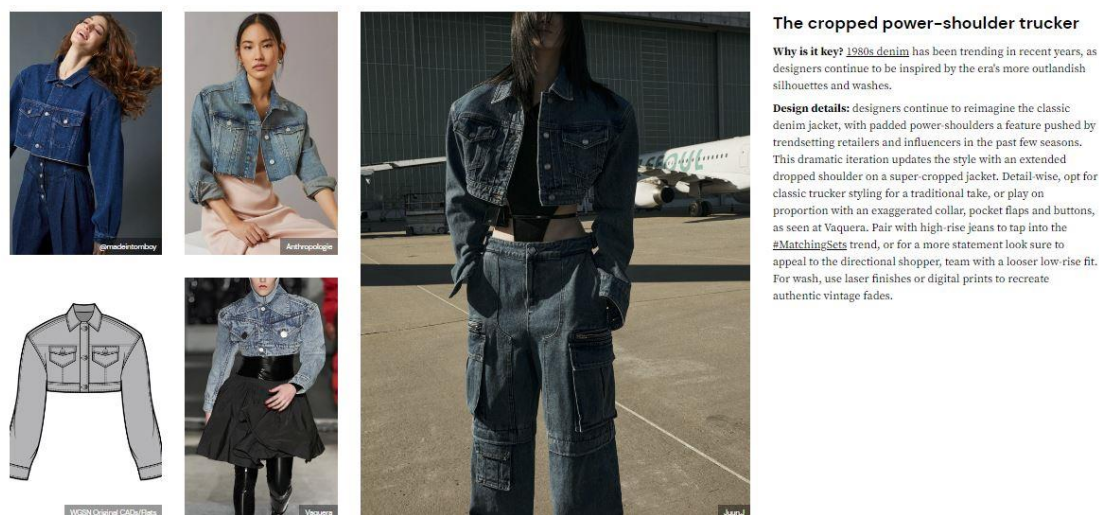 The cropped power-shoulder trucker
Why is it key? 1980s denim has been trending in recent years, as
designers continue to be inspired by the era's more outlandish
silhouettes and washes.
Design details: designers continue to reimagine the classic
denim jacket, with padded power-shoulders a feature pushed by
trendsetting retailers and influencers in the past few seasons.
This dramatic iteration updates the style with an extended
dropped shoulder on a super-cropped jacket. Detail-wise, opt for
classic trucker styling for a traditional take, or play on
proportion with an exaggerated collar, pocket flaps and buttons,
as seen at Vaquera. Pair with high-rise jeans to tap into the
#MatchingSets trend, or for a more statement look sure to
appeal to the directional shopper, team with a looser low-rise fit.
For wash, use laser finishes or digital prints to recreate
authentic vintage fades.
@madeintomboy
Anthropologie
WGSN Original CADs/Flats
Vaquera
Juun.J